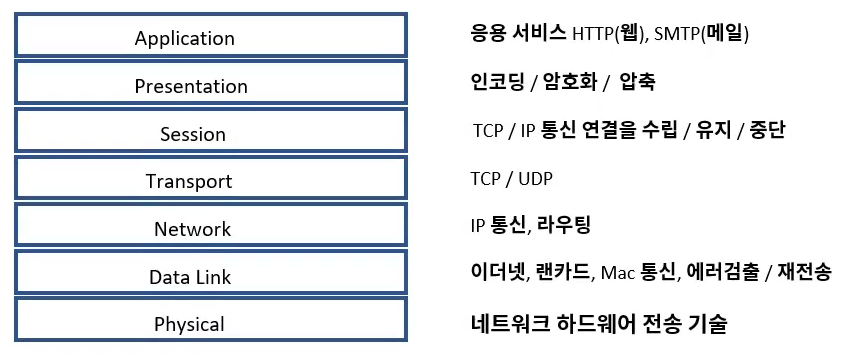 Application 응용 서비스 HTTP(웹), SMTP(메일)
Presentation 인코딩 / 암호화 / 압축
Session TCP / IP 통신 연결을 수립 / 유지 / 중단
Transport TCP / UDP
Network IP 통신, 라우팅
Data Link 이더넷, 랜카드, Mac 통신, 에러검출 / 재전송
Physical 네트워크 하드웨어 전송 기술